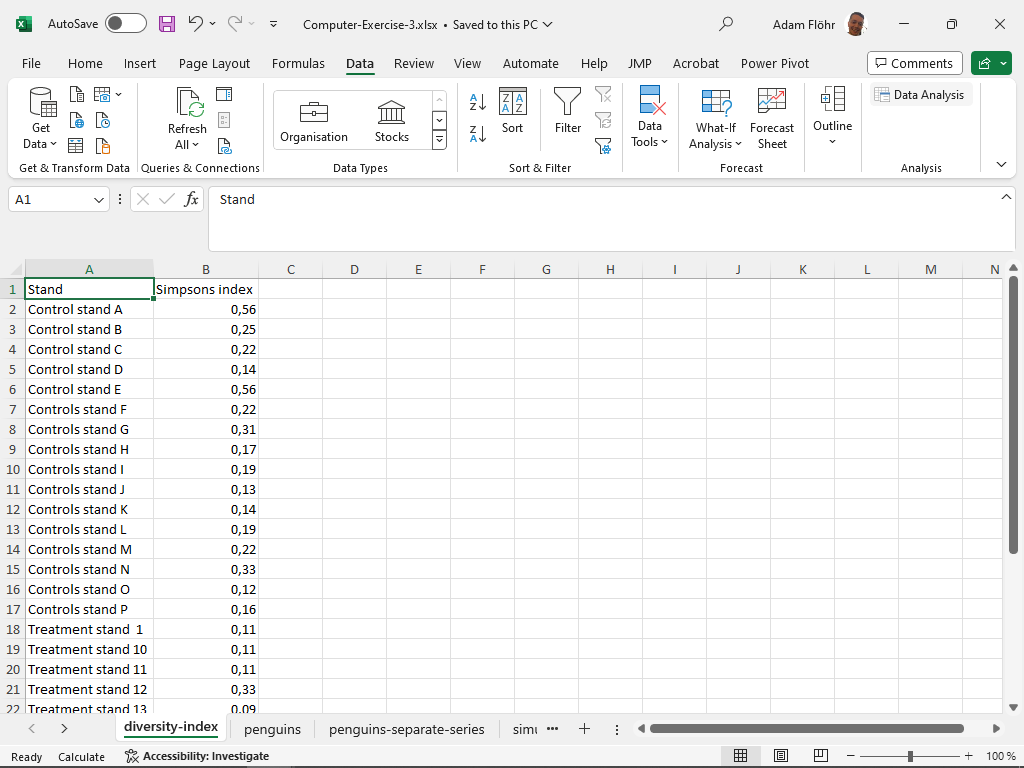 AutoSave Computer-Exercise-3.xlsx • Saved to this PC Adam Flöhr
File Home Insert Page Layout Formulas Data Review View Automate Help JMP Acrobat Power Pivot Comments
Get Data Refresh All Organisation Stocks Sort Filter Data Tools What-If Analysis Forecast Sheet Outline Data Analysis
Get & Transform Data Queries & Connections Data Types Sort & Filter Forecast Analysis
A1 fx Stand
A B C D E F G H I J K L M N
1 Stand Simpsons index
2 Control stand A 0,56
3 Control stand B 0,25
4 Control stand C 0,22
5 Control stand D 0,14
6 Control stand E 0,56
7 Controls stand F 0,22
8 Controls stand G 0,31
9 Controls stand H 0,17
10 Controls stand I 0,19
11 Controls stand J 0,13
12 Controls stand K 0,14
13 Controls stand L 0,19
14 Controls stand M 0,22
15 Controls stand N 0,33
16 Controls stand O 0,12
17 Controls stand P 0,16
18 Treatment stand 1 0,11
19 Treatment stand 10 0,11
20 Treatment stand 11 0,11
21 Treatment stand 12 0,33
22 Treatment stand 13 0,09
diversity-index penguins penguins-separate-series simu
Ready Calculate Accessibility: Investigate 100 %